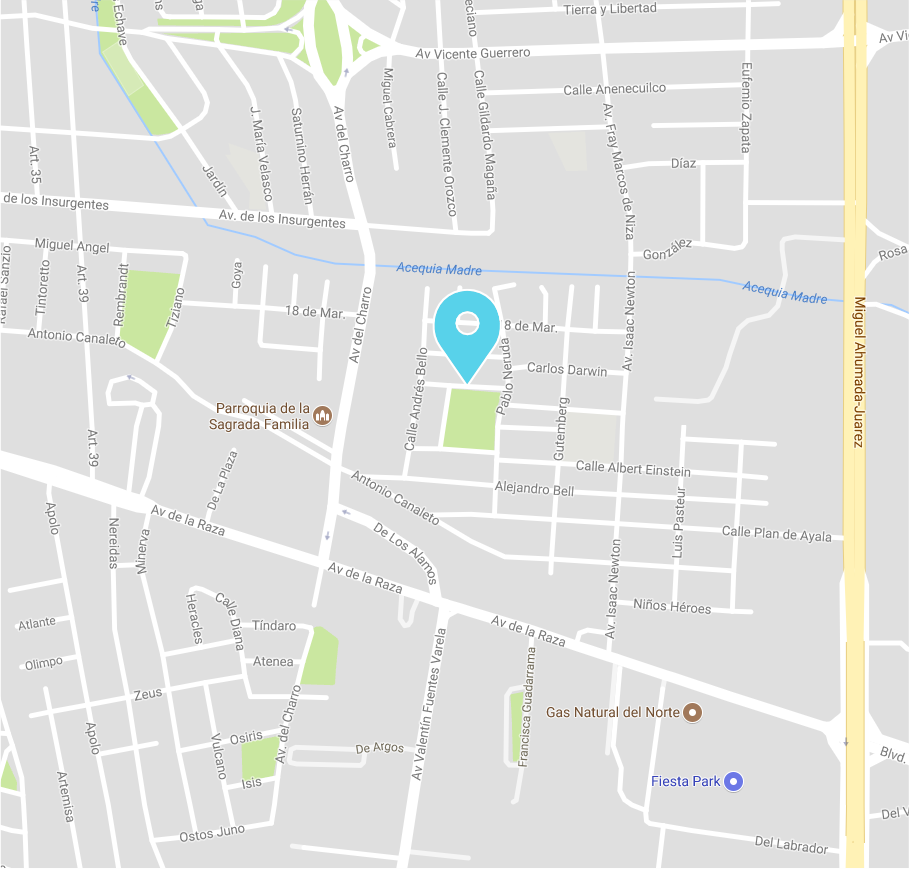 Tierra y Libertad
Echave
Av Vicente Guerrero
Miguel Cabrera
Calle J. Clemente Orozco
Calle Gildardo Magaña
Calle Anenecuilco
Eufemio Zapata
Av. Fray Marcos de Niza
Díaz
González
J. María Velasco
Saturnino Herrán
Av del Charro
Art. 35
Jardín
de los Insurgentes
Av. de los Insurgentes
Miguel Angel
Tintoretto
Art. 39
Rembrandt
Tiziano
Goya
Acequia Madre
Acequia Madre
Rosa
18 de Mar.
8 de Mar.
Av del Charro
Antonio Canaleto
Calle Andrés Bello
Pablo Neruda
Carlos Darwin
Av. Isaac Newton
Miguel Ahumada-Juarez
Parroquia de la
Sagrada Familia
Gutemberg
Art. 39
De La Plaza
Calle Albert Einstein
Alejandro Bell
Antonio Canaleto
Luis Pasteur
Calle Plan de Ayala
Apolo
Nereidas
Minerva
Av de la Raza
De Los Alamos
Av de la Raza
Av. Isaac Newton
Niños Héroes
Heracles
Calle Diana
Tíndaro
Atlante
Olimpo
Atenea
Av de la Raza
Av Valentín Fuentes Varela
Francisca Guadarrama
Zeus
Av. del Charro
Gas Natural del Norte
Apolo
Vulcano
Osiris
De Argos
Blvd.
Isis
Fiesta Park
Artemisa
Ostos Juno
Del Labrador
Del V